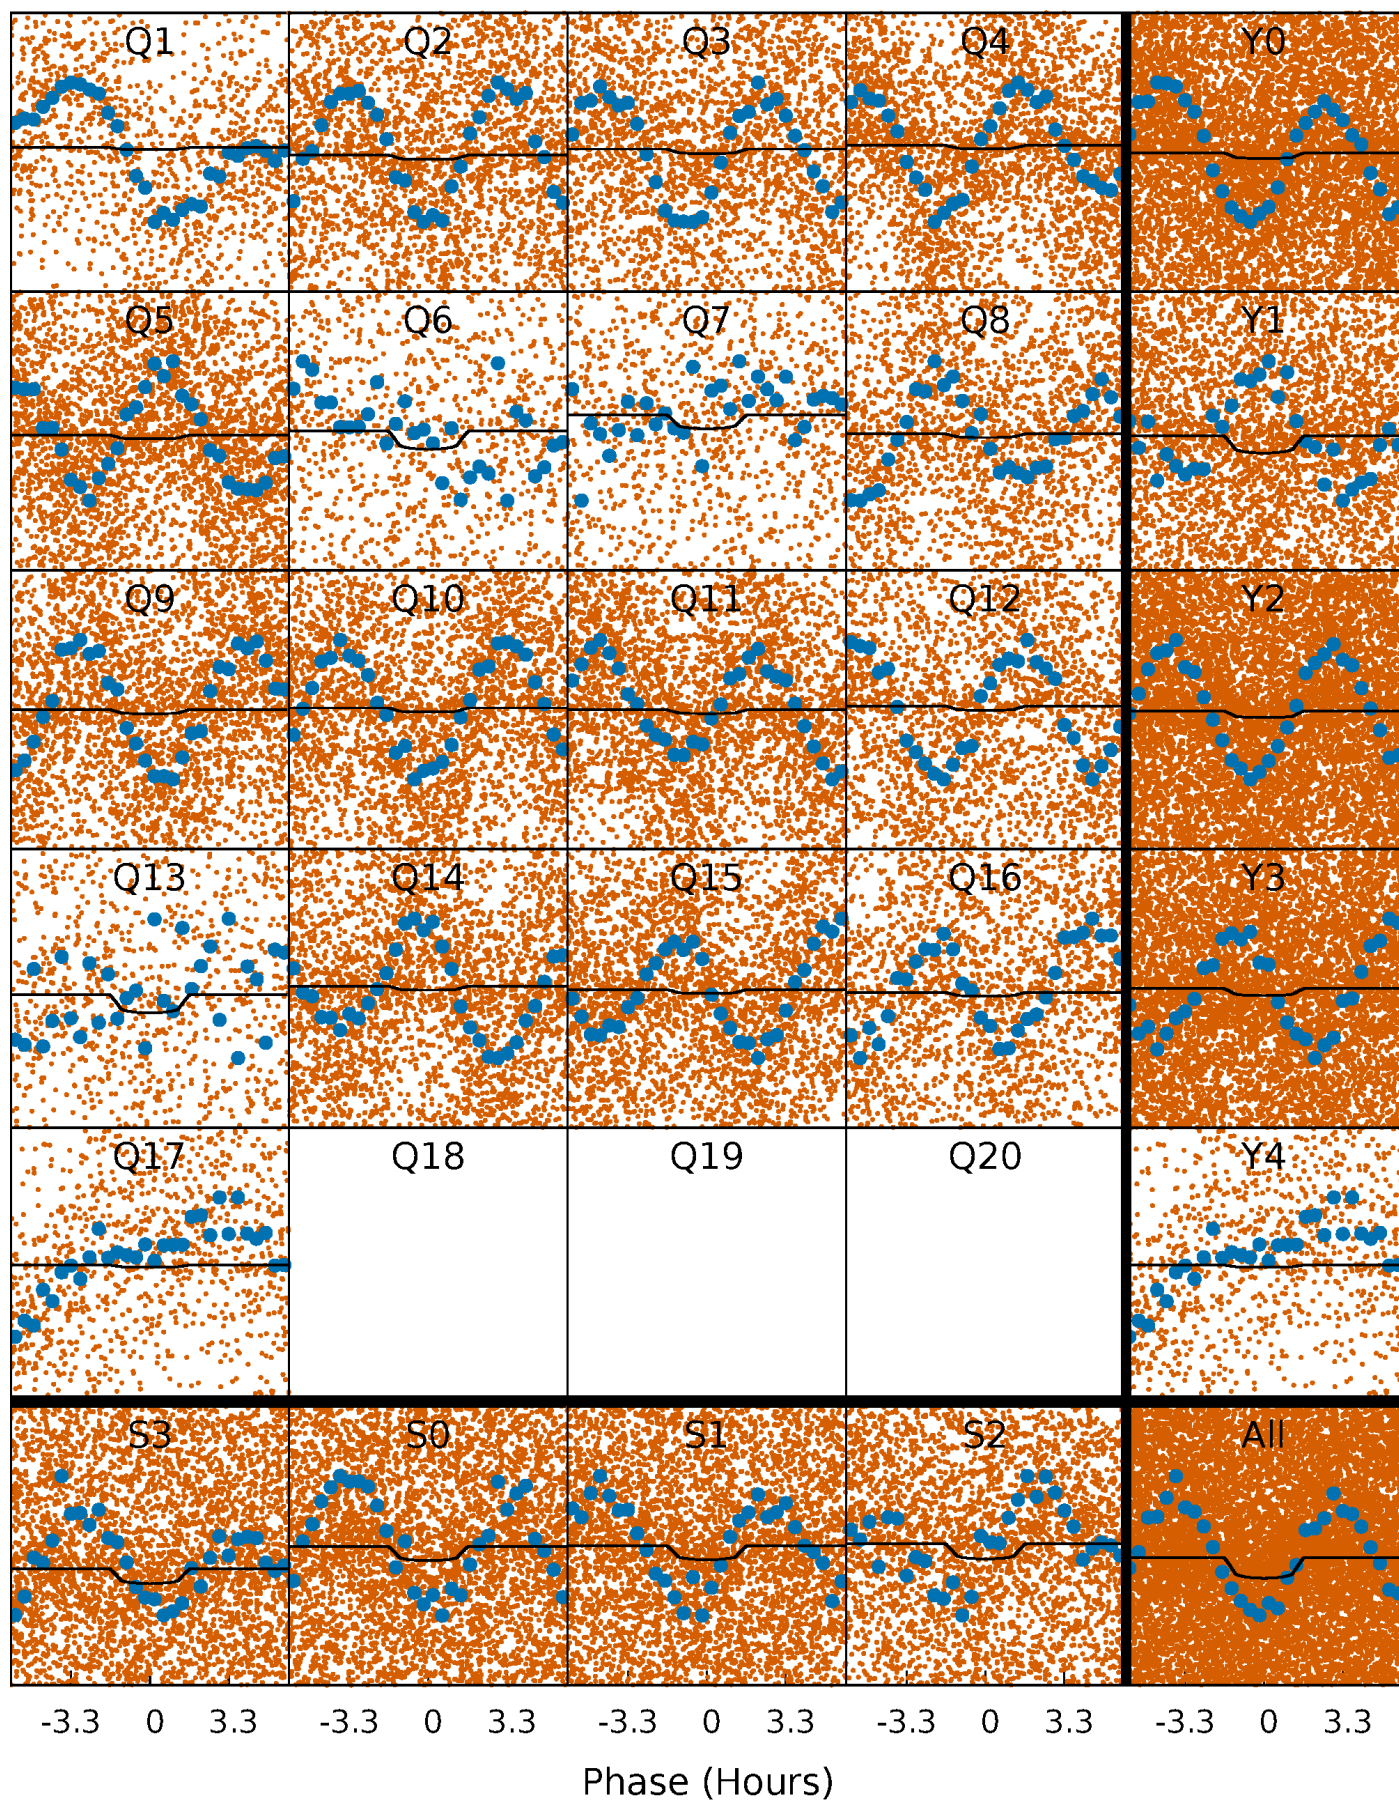 Q1 Q2 Q3 Q4 Y0
Q5 Q6 Q7 Q8 Y1
Q9 Q10 Q11 Q12 Y2
Q13 Q14 Q15 Q16 Y3
Q17 Q18 Q19 Q20 Y4
S3 S0 S1 S2 All
-3.3 0 3.3 -3.3 0 3.3 -3.3 0 3.3 -3.3 0 3.3 -3.3 0 3.3
Phase (Hours)